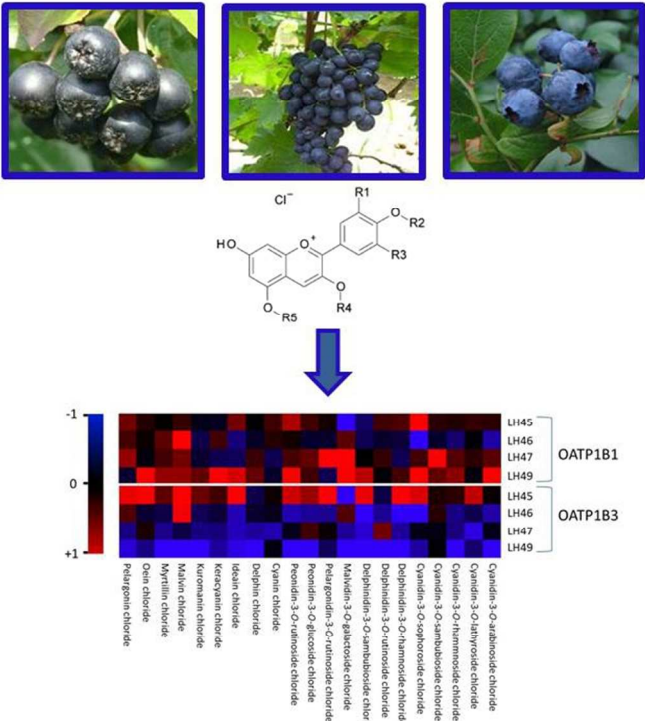 Cl⁻
R1
O
R2
HO
O⁺
R3
O
R4
O
R5
-1
0
+1
LH45
LH46
LH47
LH49
OATP1B1
LH45
LH46
LH47
LH49
OATP1B3
Pelargonin chloride
Oein chloride
Myrtillin chloride
Malvin chloride
Kuromanin chloride
Keracyanin chloride
Ideain chloride
Delphin chloride
Cyanin chloride
Peonidin-3-O-rutinoside chloride
Peonidin-3-O-glucoside chloride
Pelargonidin-3-O-rutinoside chloride
Malvidin-3-O-galactoside chloride
Delphinidin-3-O-sambubioside chlor
Delphinidin-3-O-rutinoside chloride
Delphinidin-3-O-rhamnoside chlorid
Cyanidin-3-O-sophoroside chloride
Cyanidin-3-O-sambubioside chloride
Cyanidin-3-O-rhamnoside chloride
Cyanidin-3-O-lathyroside chloride
Cyanidin-3-O-arabinoside chloride